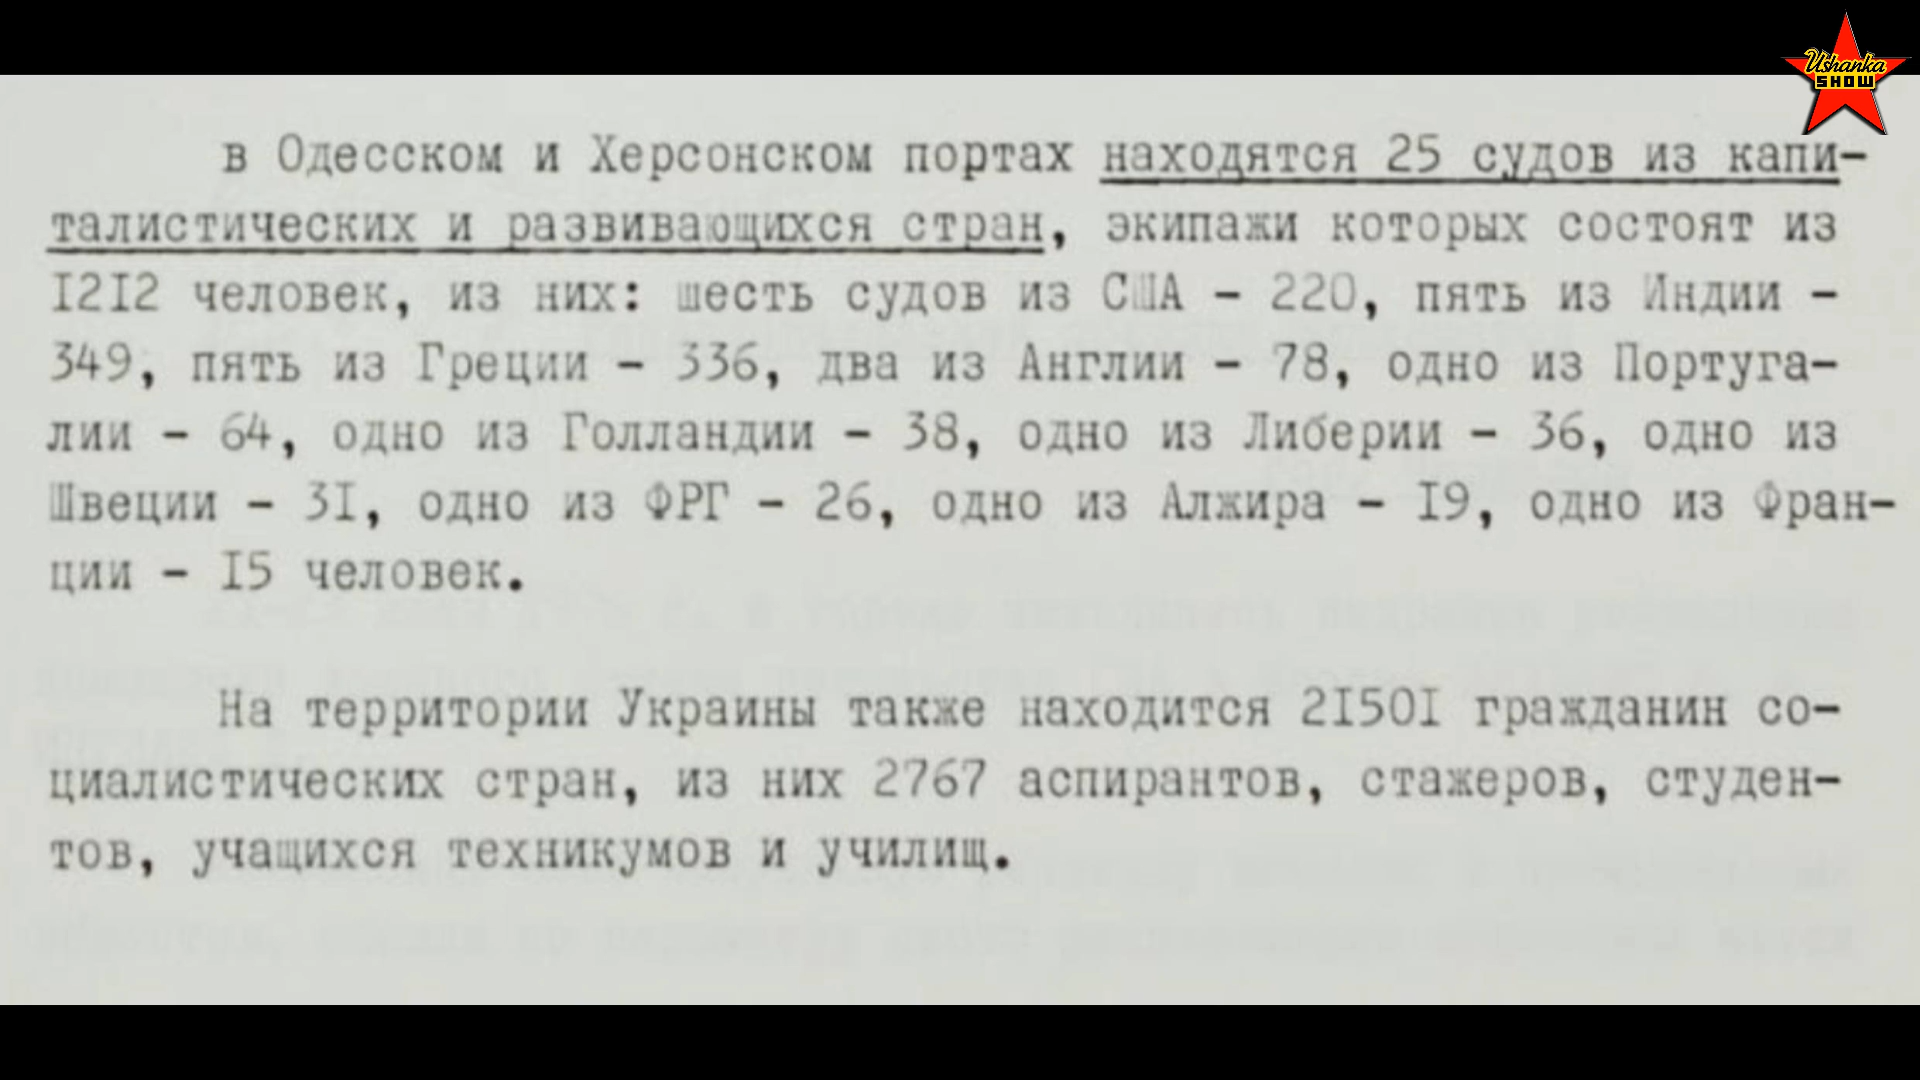 Ushanka
SHOW
в Одесском и Херсонском портах находятся 25 судов из капи-
талистических и развивающихся стран, экипажи которых состоят из
I2I2 человек, из них: шесть судов из США - 220, пять из Индии -
349, пять из Греции - 336, два из Англии - 78, одно из Португа-
лии - 64, одно из Голландии - 38, одно из Либерии - 36, одно из
Швеции - 3I, одно из ФРГ - 26, одно из Алжира - I9, одно из Фран-
ции - I5 человек.
На территории Украины также находится 2I50I гражданин со-
циалистических стран, из них 2767 аспирантов, стажеров, студен-
тов, учащихся техникумов и училищ.